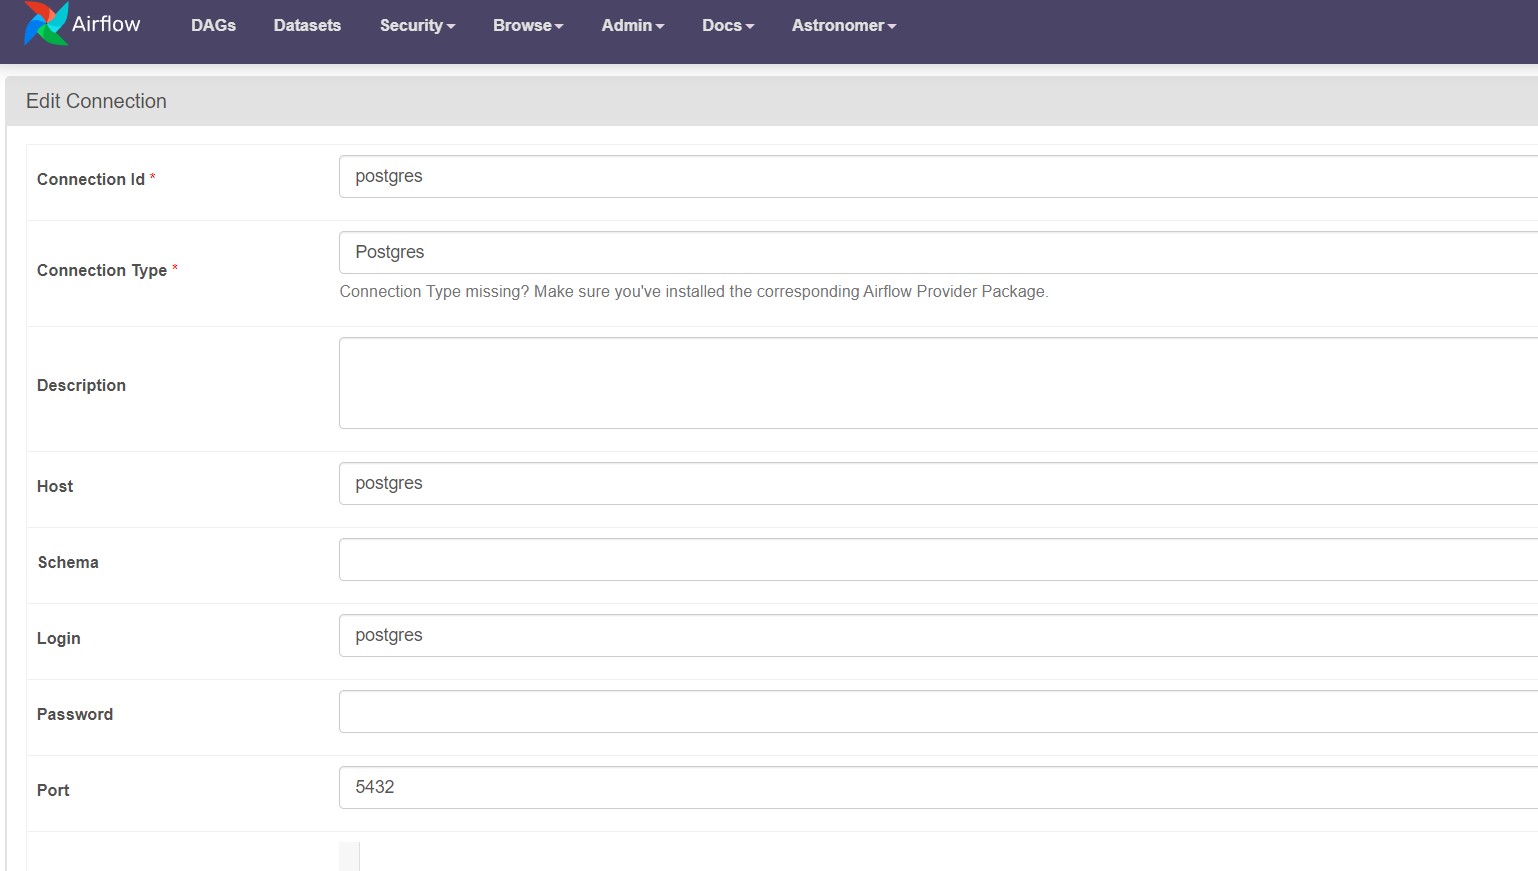 Airflow DAGs Datasets Security Browse Admin Docs Astronomer
Edit Connection
Connection Id * postgres
Connection Type * Postgres
Connection Type missing? Make sure you've installed the corresponding Airflow Provider Package.
Description
Host postgres
Schema
Login postgres
Password
Port 5432